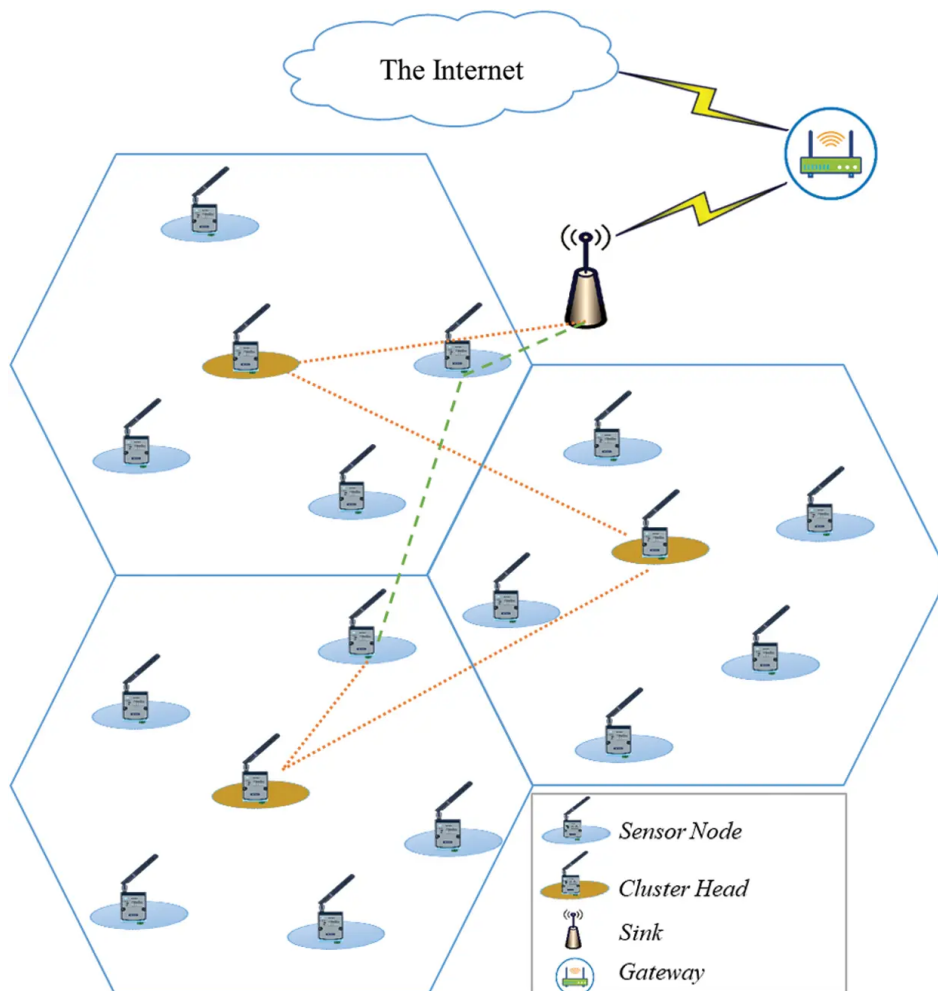 The Internet
Sensor Node
Cluster Head
Sink
Gateway